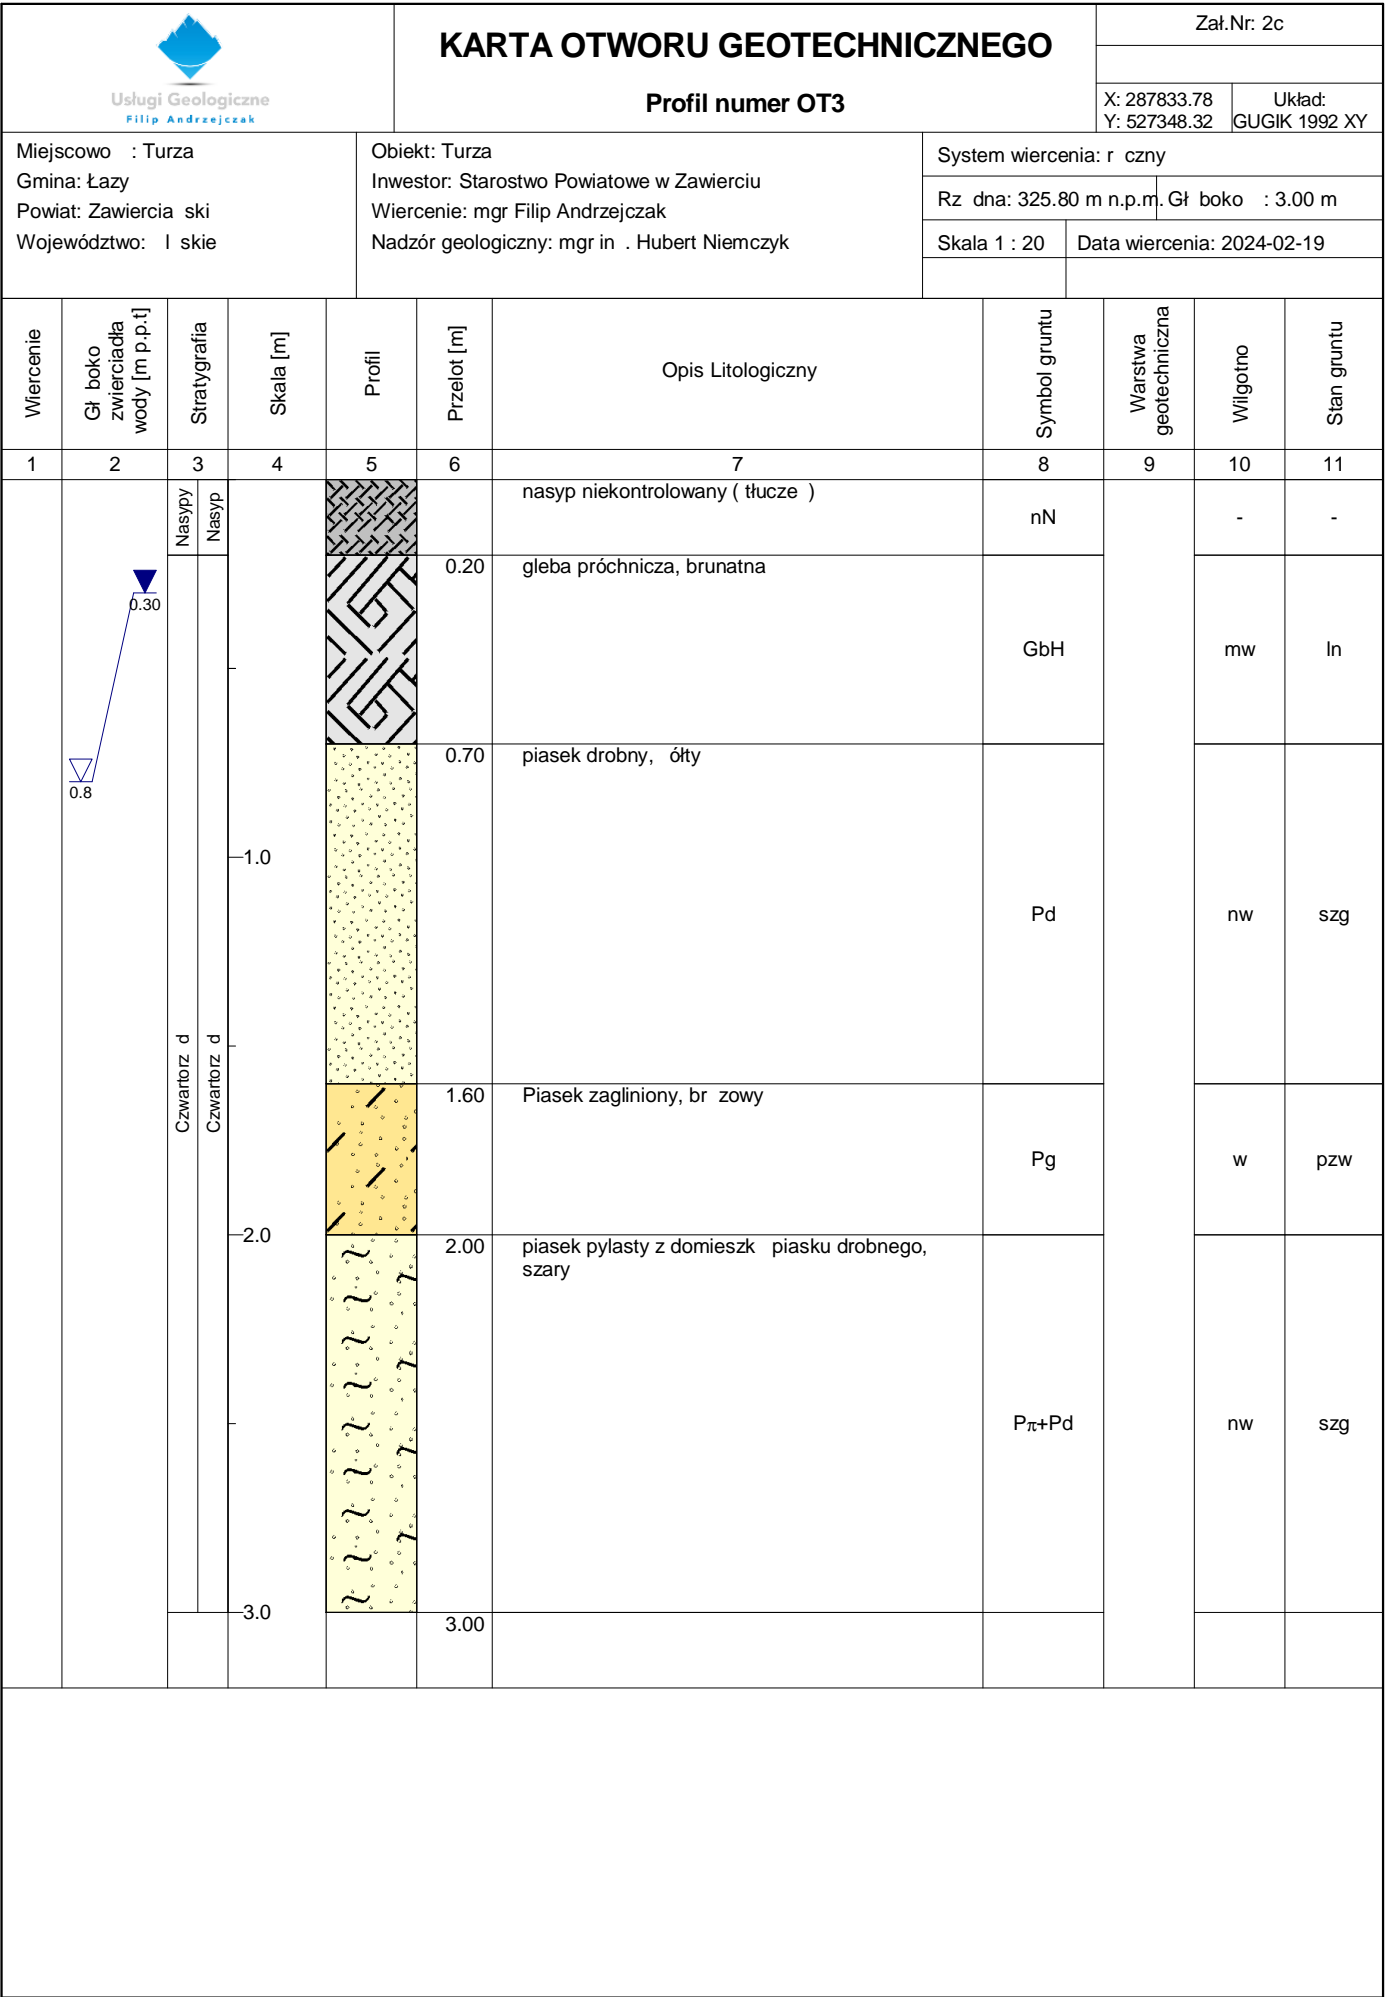 Usługi Geologiczne
Filip Andrzejczak
KARTA OTWORU GEOTECHNICZNEGO
Profil numer OT3
Zał.Nr: 2c
X: 287833.78
Y: 527348.32
Układ:
GUGIK 1992 XY
Miejscowo : Turza
Gmina: Łazy
Powiat: Zawiercia ski
Województwo: l skie
Obiekt: Turza
Inwestor: Starostwo Powiatowe w Zawierciu
Wiercenie: mgr Filip Andrzejczak
Nadzór geologiczny: mgr in . Hubert Niemczyk
System wiercenia: r czny
Rz dna: 325.80 m n.p.m. Gł boko : 3.00 m
Skala 1 : 20 Data wiercenia: 2024-02-19
Wiercenie
Gł boko
zwierciadła
wody [m p.p.t]
Stratygrafia
Skala [m]
Profil
Przelot [m]
Opis Litologiczny
Symbol gruntu
Warstwa
geotechniczna
Wilgotno
Stan gruntu
1 2 3 4 5 6 7 8 9 10 11
Nasypy
Nasyp
nasyp niekontrolowany ( tłucze )
nN - -
0.20 gleba próchnicza, brunatna
0.30
GbH mw ln
0.70 piasek drobny, ółty
0.8
1.0
Pd nw szg
Czwartorz d
Czwartorz d
1.60 Piasek zagliniony, br zowy
Pg w pzw
2.0
2.00 piasek pylasty z domieszk piasku drobnego,
szary
Pπ+Pd nw szg
3.0
3.00